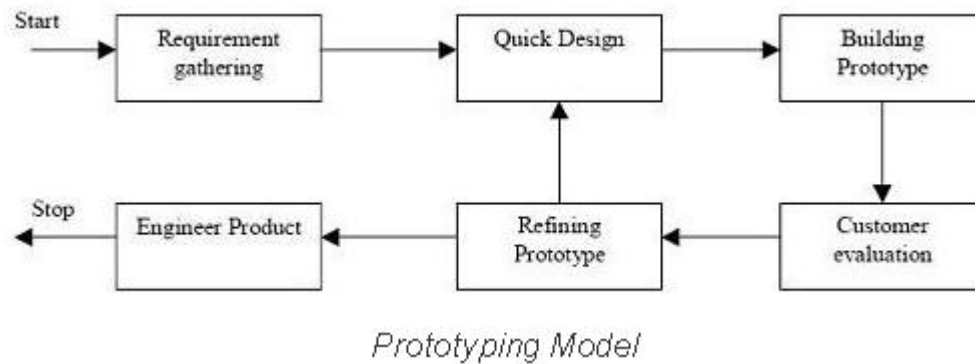 Start
Requirement
gathering
Quick Design
Building
Prototype
Stop
Engineer Product
Refining
Prototype
Customer
evaluation
Prototyping Model